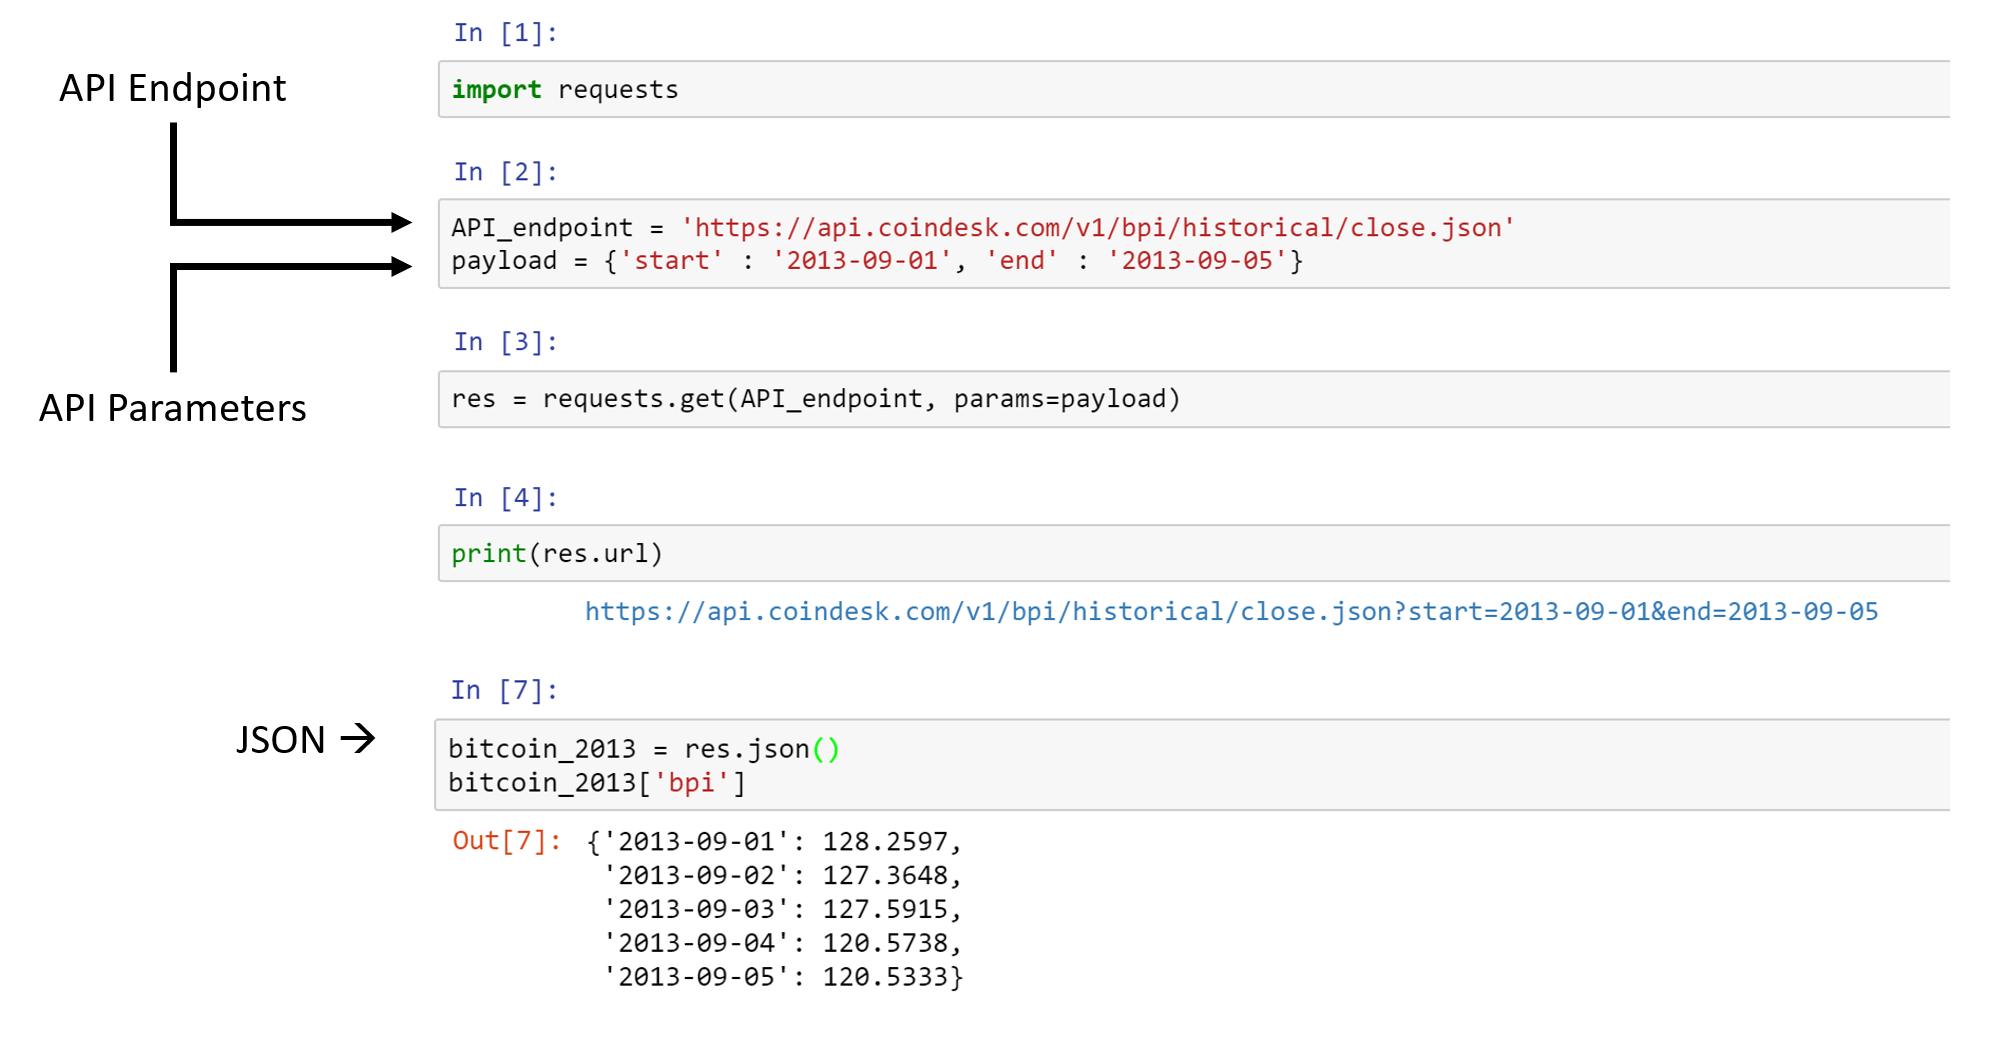 In [1]:
API Endpoint
import requests
In [2]:
API_endpoint = 'https://api.coindesk.com/v1/bpi/historical/close.json'
payload = {'start' : '2013-09-01', 'end' : '2013-09-05'}
In [3]:
API Parameters
res = requests.get(API_endpoint, params=payload)
In [4]:
print(res.url)
https://api.coindesk.com/v1/bpi/historical/close.json?start=2013-09-01&end=2013-09-05
In [7]:
JSON →
bitcoin_2013 = res.json()
bitcoin_2013['bpi']
Out[7]: {'2013-09-01': 128.2597,
'2013-09-02': 127.3648,
'2013-09-03': 127.5915,
'2013-09-04': 120.5738,
'2013-09-05': 120.5333}